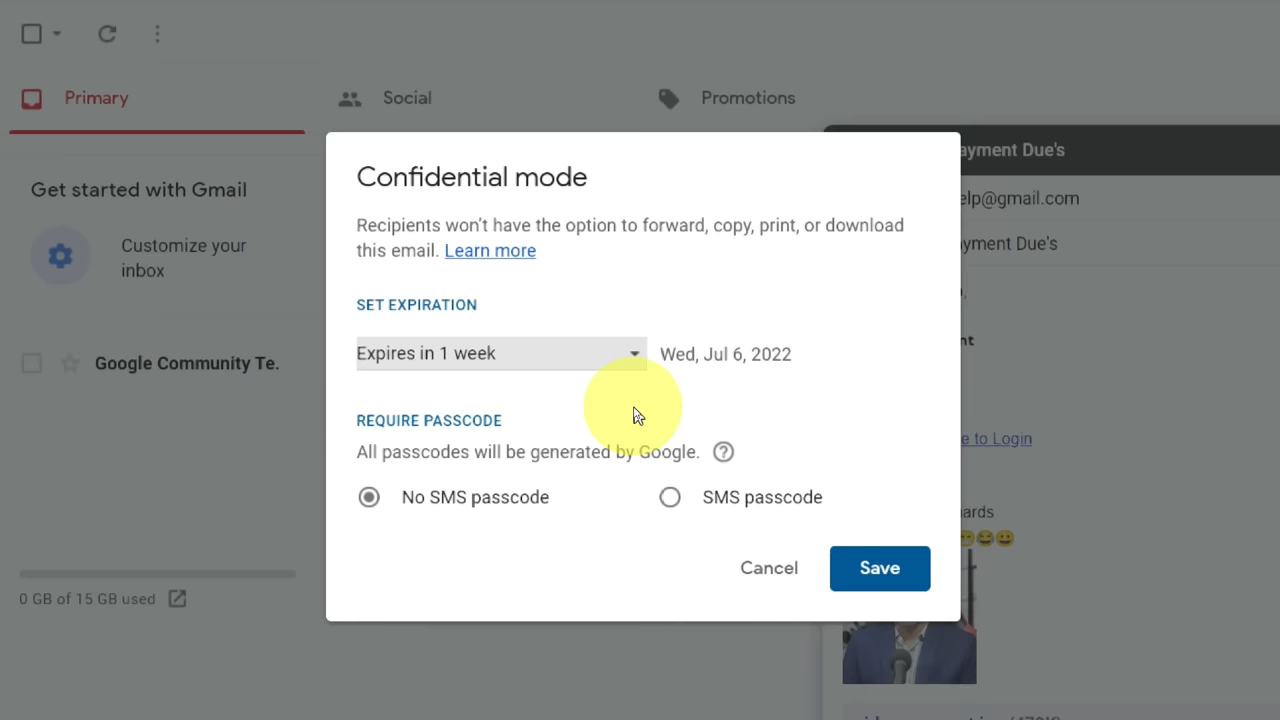 Primary
Social
Promotions
Get started with Gmail
Customize your
inbox
Google Community Te.
0 GB of 15 GB used
Confidential mode
Recipients won't have the option to forward, copy, print, or download
this email. Learn more
SET EXPIRATION
Expires in 1 week
Wed, Jul 6, 2022
REQUIRE PASSCODE
All passcodes will be generated by Google.
No SMS passcode
SMS passcode
Cancel
Save
ayment Due's
elp@gmail.com
yment Due's
nt
e to Login
ards